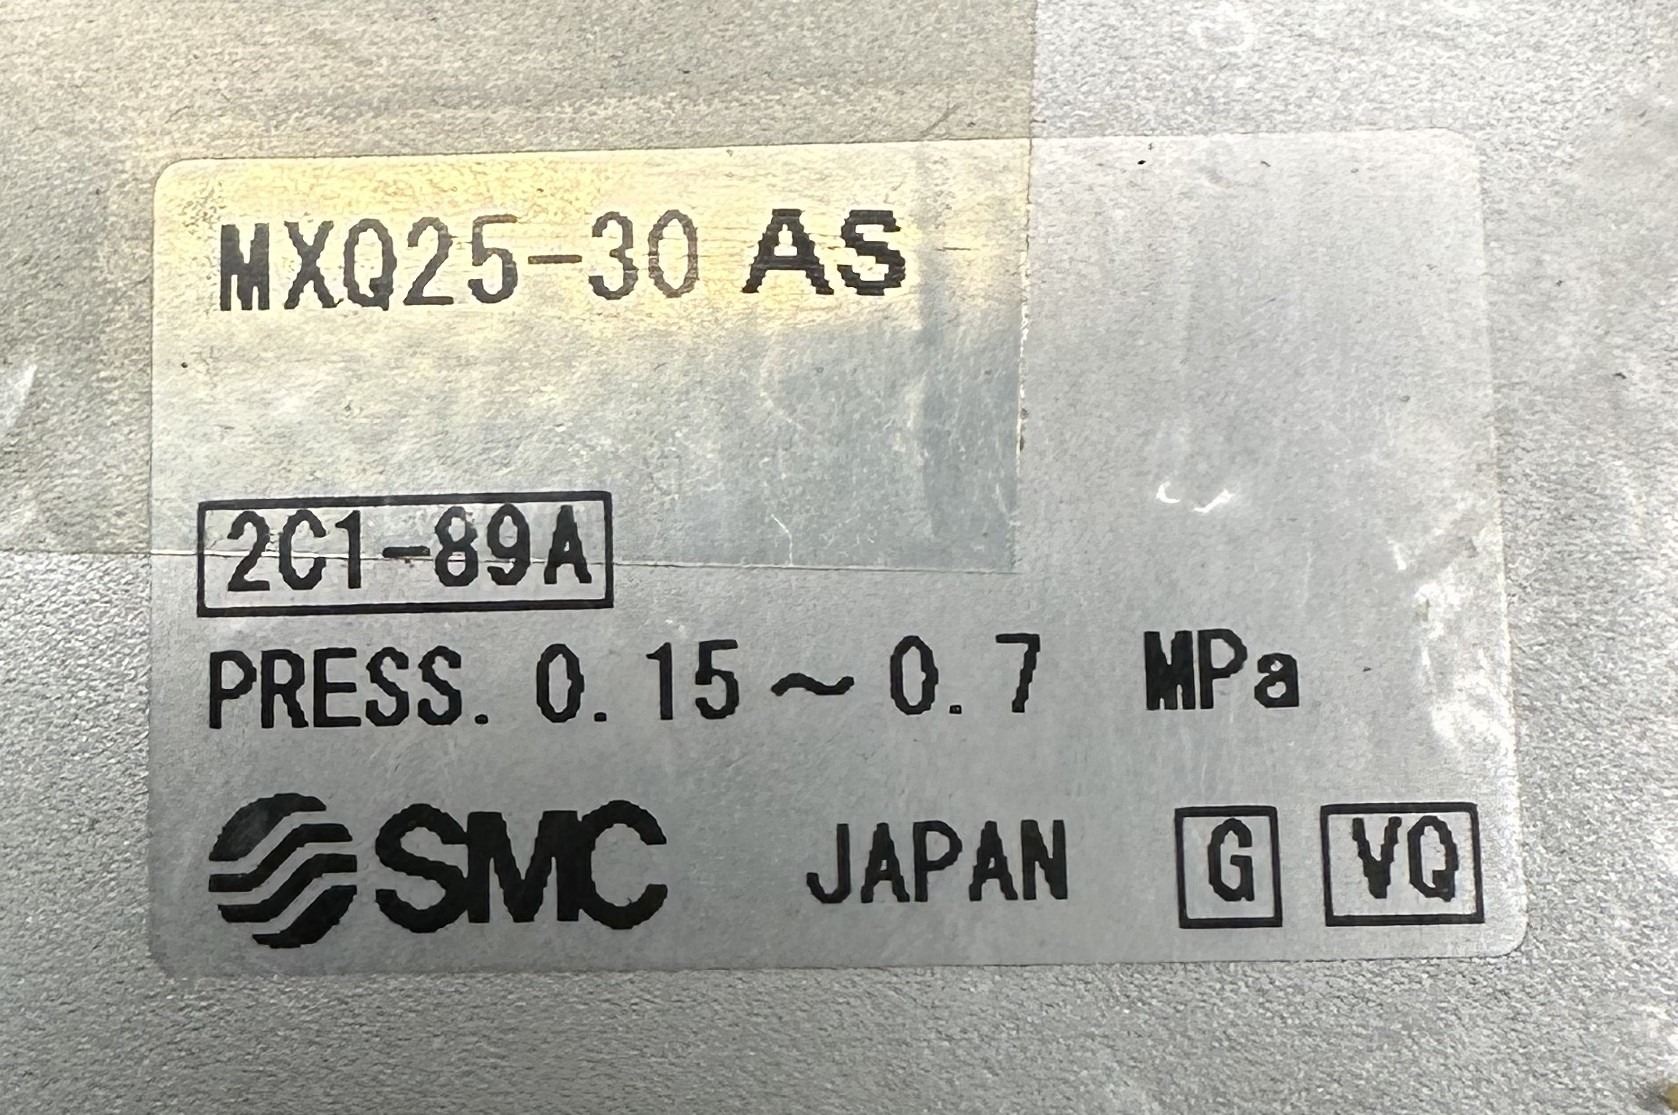 MXQ25-30 AS
2C1-89A
PRESS. 0.15~0.7 MPa
SMC JAPAN G VQ